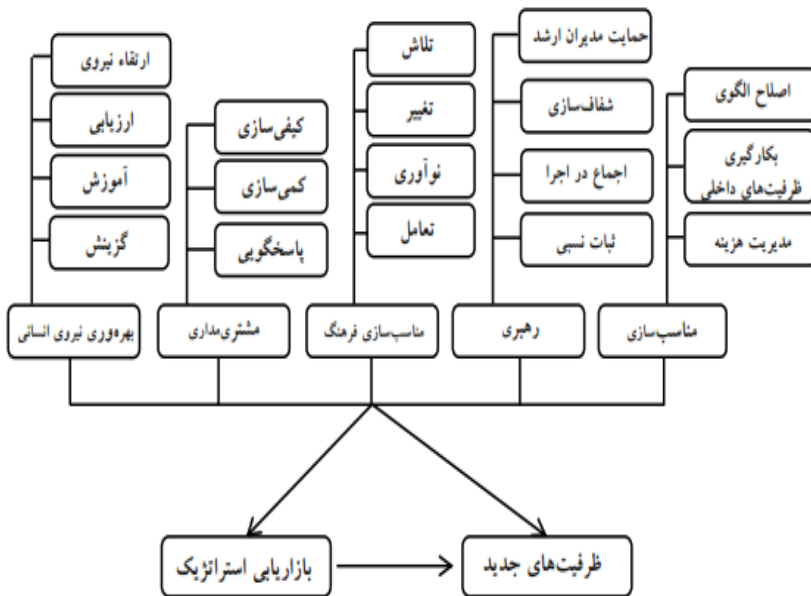 حمایت مدیران ارشد
شفاف‌سازی
اجماع در اجرا
ثبات نسبی
رهبری
اصلاح الگوی
بکارگیری
ظرفیت‌های داخلی
مدیریت هزینه
مناسب‌سازی
تلاش
تغییر
نوآوری
تعامل
مناسب‌سازی فرهنگ
کیفی‌سازی
کمی‌سازی
پاسخگویی
مشتری‌مداری
ارتقاء نیروی
ارزیابی
آموزش
گزینش
بهره‌وری نیروی انسانی
ظرفیت‌های جدید
بازاریابی استراتژیک